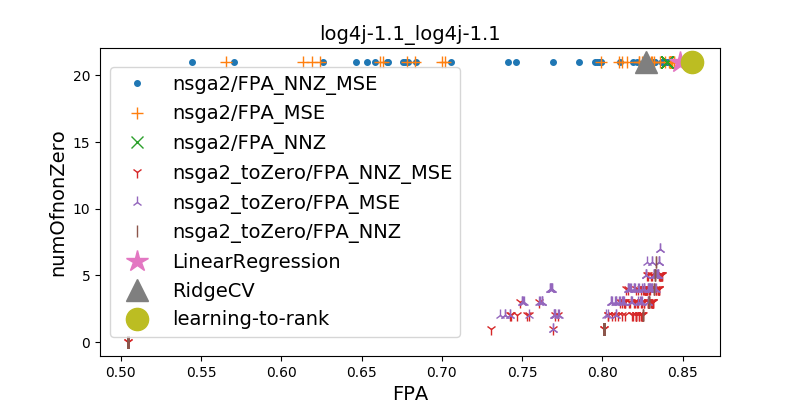 log4j-1.1_log4j-1.1
numOfnonZero
20
15
10
5
0
nsga2/FPA_NNZ_MSE
nsga2/FPA_MSE
nsga2/FPA_NNZ
nsga2_toZero/FPA_NNZ_MSE
nsga2_toZero/FPA_MSE
nsga2_toZero/FPA_NNZ
LinearRegression
RidgeCV
learning-to-rank
0.50 0.55 0.60 0.65 0.70 0.75 0.80 0.85
FPA